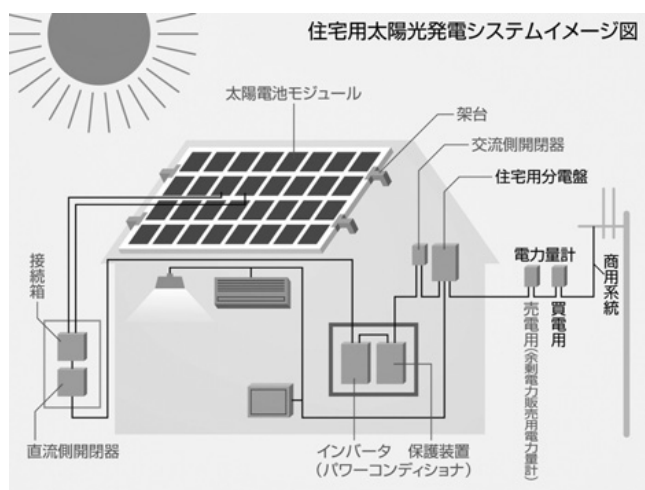 住宅用太陽光発電システムイメージ図
太陽電池モジュール
架台
交流側開閉器
住宅用分電盤
電力量計
売電用(余剰電力販売用電力量計)
買電用
商用系統
接続箱
直流側開閉器
インバータ
(パワーコンディショナ)
保護装置